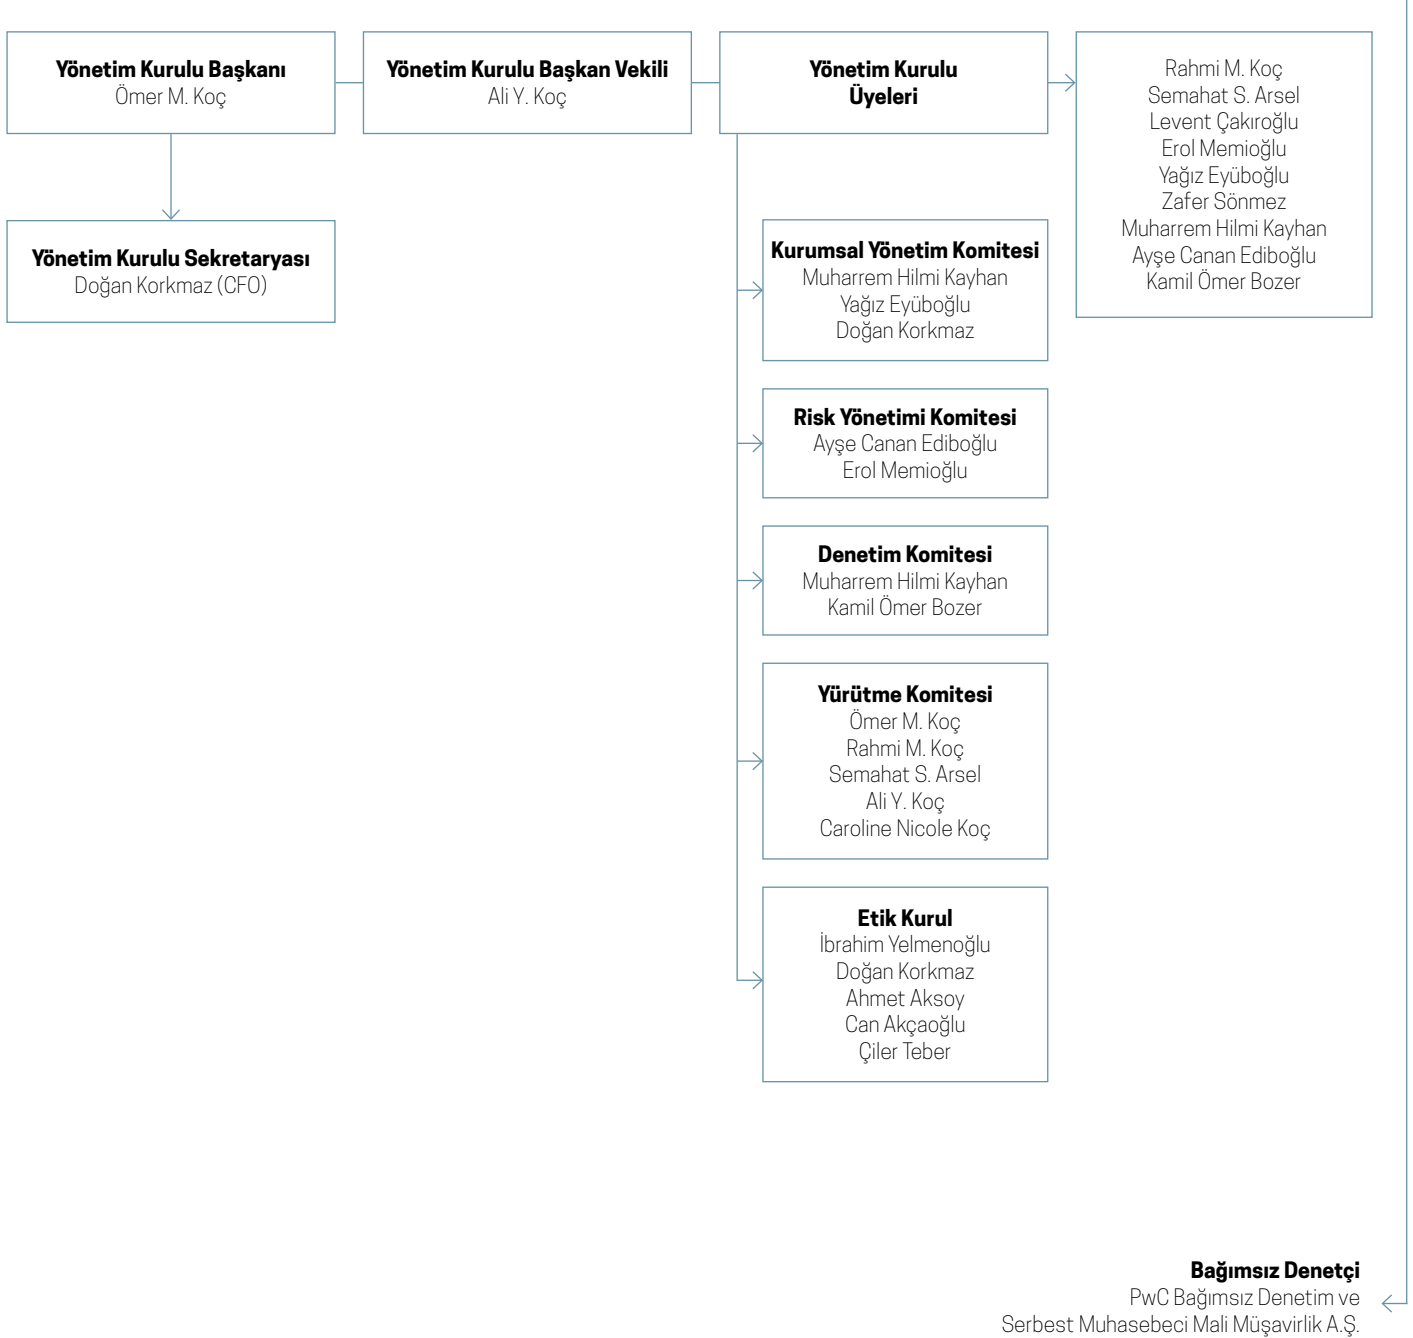 Yönetim Kurulu Başkanı
Ömer M. Koç
Yönetim Kurulu Başkan Vekili
Ali Y. Koç
Yönetim Kurulu
Üyeleri
Rahmi M. Koç
Semahat S. Arsel
Levent Çakıroğlu
Erol Memioğlu
Yağız Eyüboğlu
Zafer Sönmez
Muharrem Hilmi Kayhan
Ayşe Canan Ediboğlu
Kamil Ömer Bozer
Yönetim Kurulu Sekretaryası
Doğan Korkmaz (CFO)
Kurumsal Yönetim Komitesi
Muharrem Hilmi Kayhan
Yağız Eyüboğlu
Doğan Korkmaz
Risk Yönetimi Komitesi
Ayşe Canan Ediboğlu
Erol Memioğlu
Denetim Komitesi
Muharrem Hilmi Kayhan
Kamil Ömer Bozer
Yürütme Komitesi
Ömer M. Koç
Rahmi M. Koç
Semahat S. Arsel
Ali Y. Koç
Caroline Nicole Koç
Etik Kurul
İbrahim Yelmenoğlu
Doğan Korkmaz
Ahmet Aksoy
Can Akçaoğlu
Çiler Teber
Bağımsız Denetçi
PwC Bağımsız Denetim ve
Serbest Muhasebeci Mali Müşavirlik A.Ş.